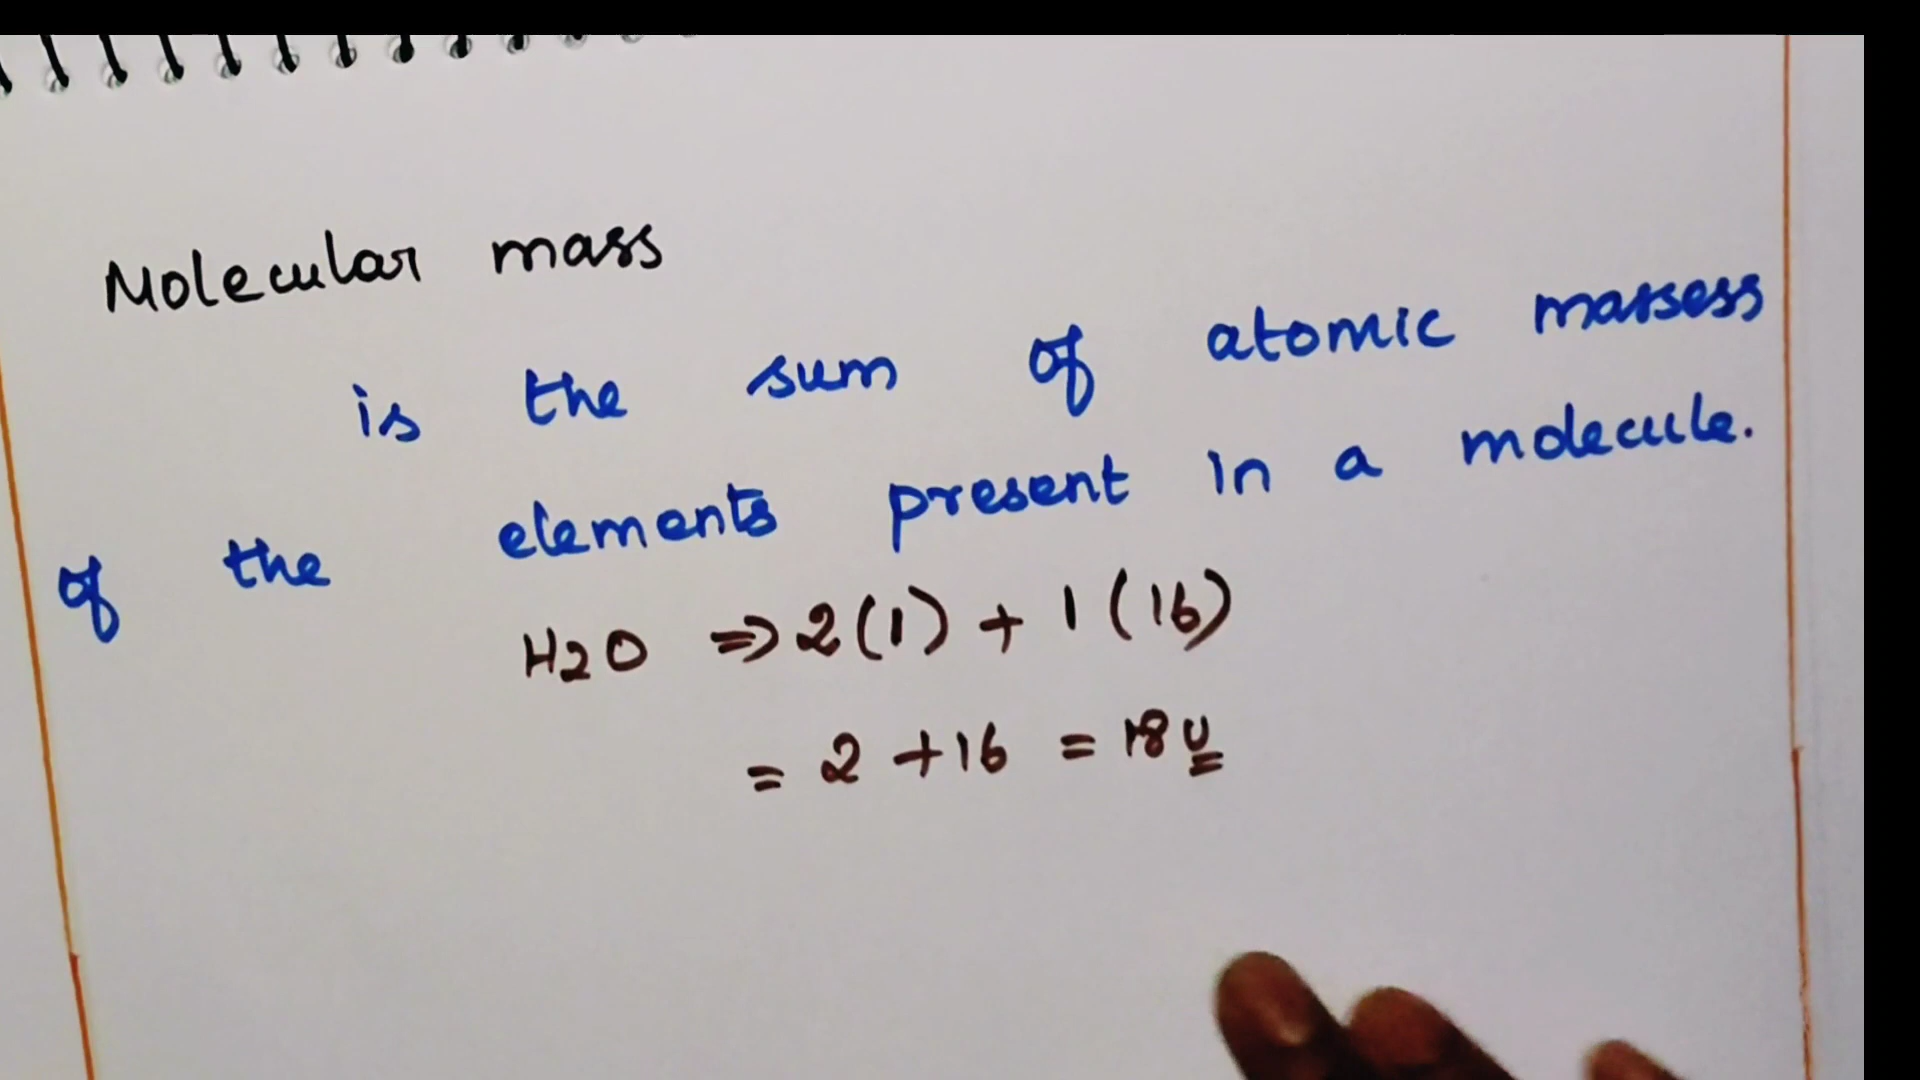 Molecular mass
is the sum of atomic massess
of the elements present in a molecule.
H2O ⇒ 2(1) + 1(16)
= 2 + 16 = 18 U